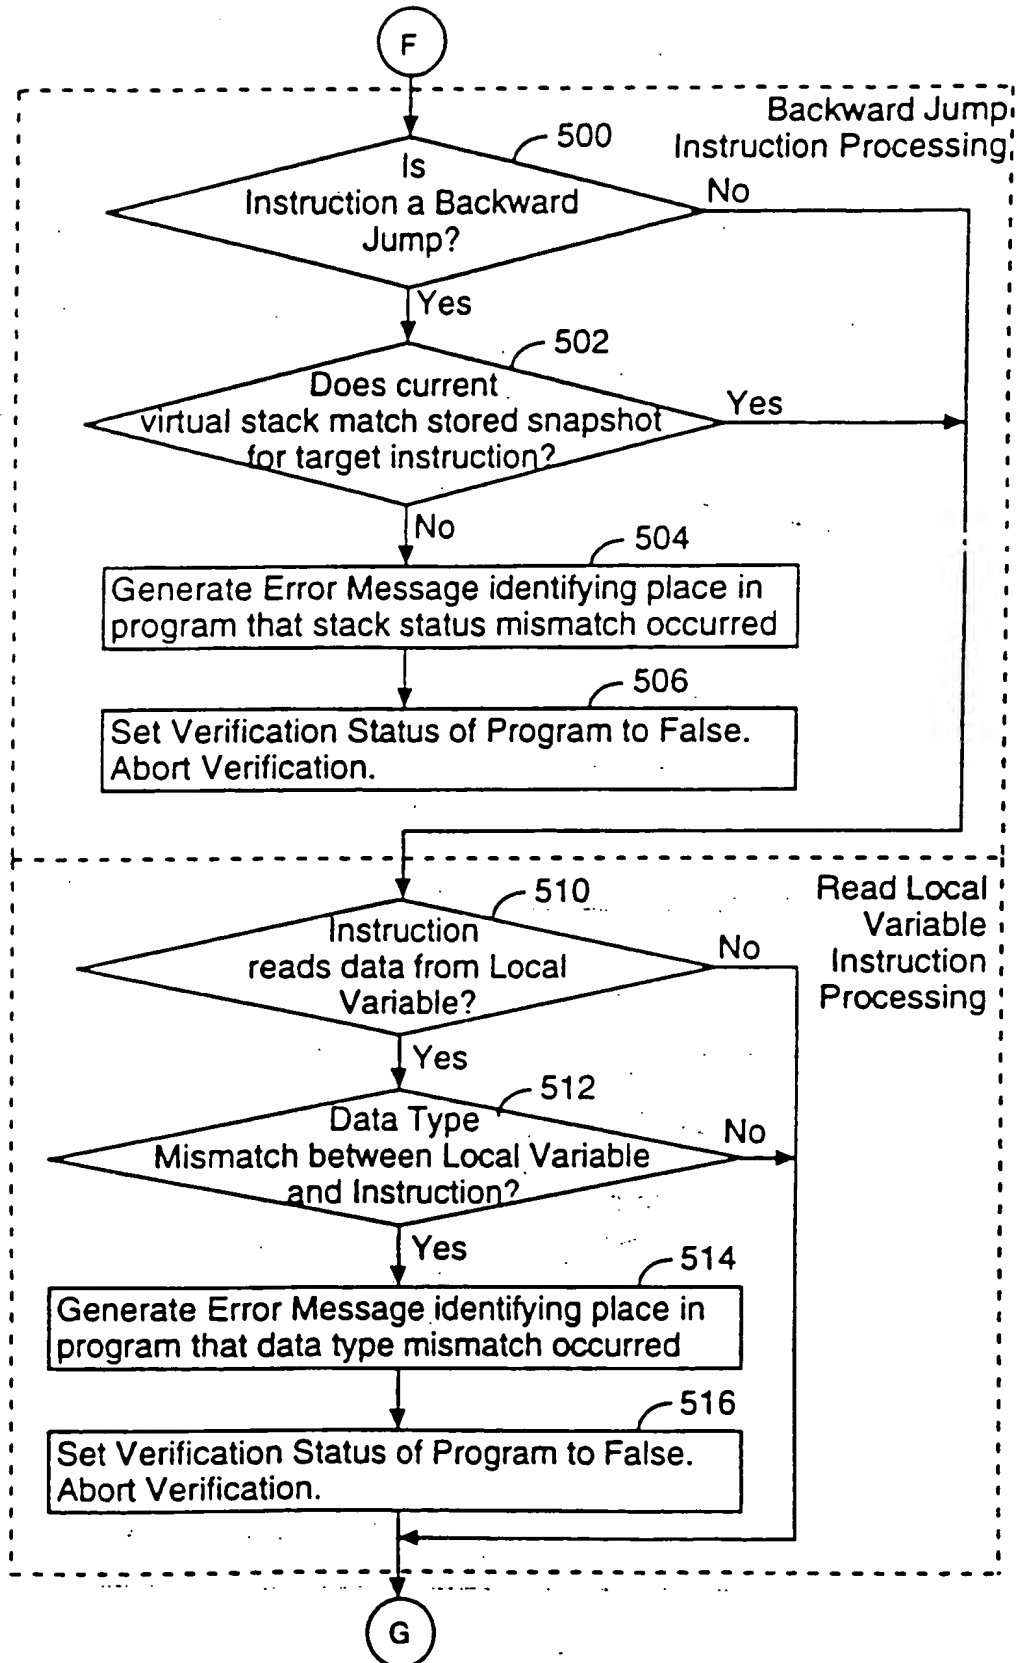 F
Backward Jump
Instruction Processing
500
Is
Instruction a Backward
Jump?
No
Yes
502
Does current
virtual stack match stored snapshot
for target instruction?
Yes
No
504
Generate Error Message identifying place in
program that stack status mismatch occurred
506
Set Verification Status of Program to False.
Abort Verification.
Read Local
Variable
Instruction
Processing
510
Instruction
reads data from Local
Variable?
No
Yes
512
Data Type
Mismatch between Local Variable
and Instruction?
No
Yes
514
Generate Error Message identifying place in
program that data type mismatch occurred
516
Set Verification Status of Program to False.
Abort Verification.
G